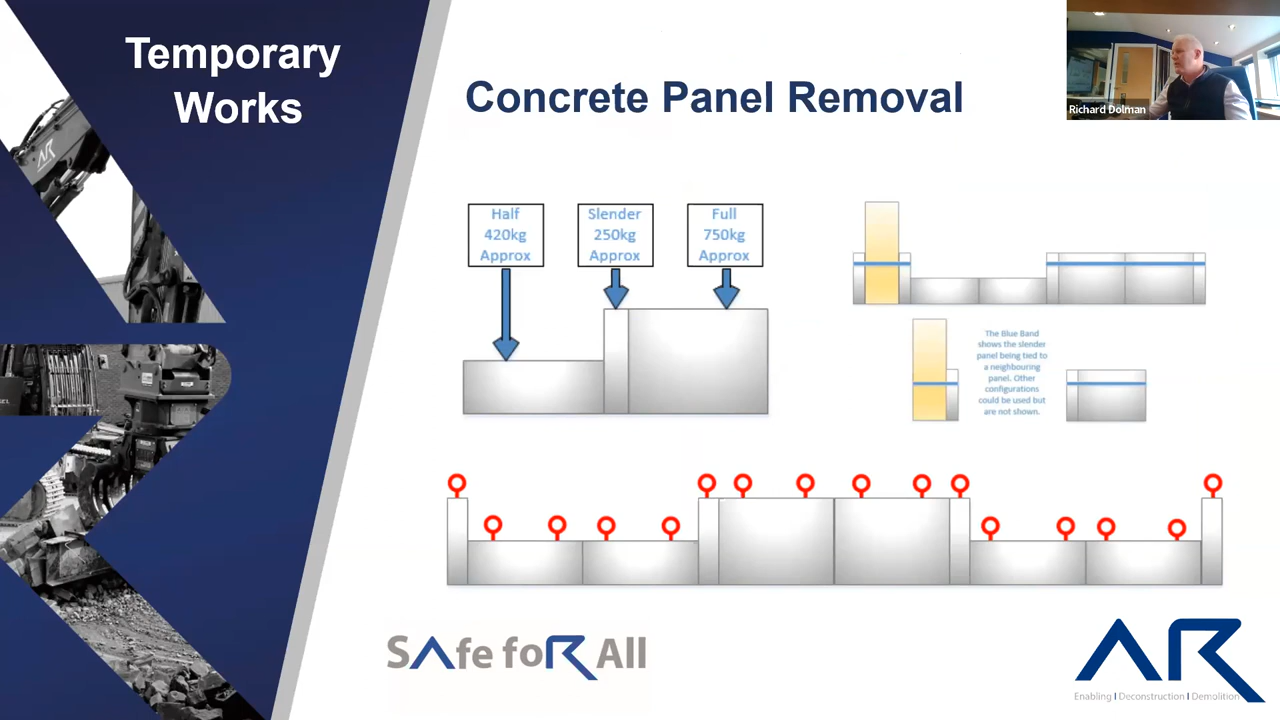 Temporary
Works
Concrete Panel Removal
Richard Dolman
Half
420kg
Approx
Slender
250kg
Approx
Full
750kg
Approx
The Blue Band
shows the slender
panel being tied to
a neighbouring
panel. Other
configurations
could be used but
are not shown.
AR
SAfe foR All
AR
Enabling | Deconstruction | Demolition